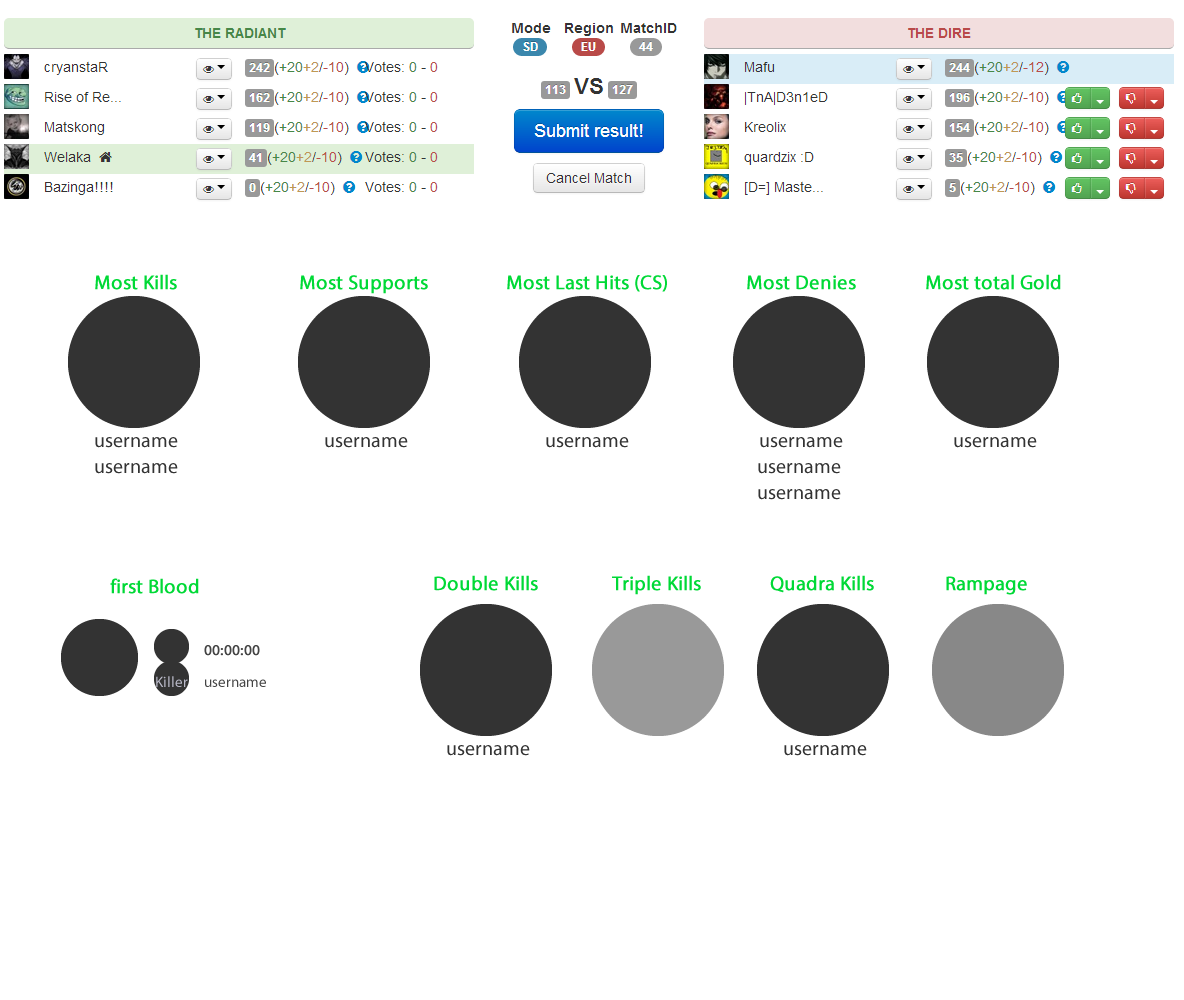 THE RADIANT
cryanstaR 242 (+20+2/-10) Votes: 0 - 0
Rise of Re... 162 (+20+2/-10) Votes: 0 - 0
Matskong 119 (+20+2/-10) Votes: 0 - 0
Welaka 41 (+20+2/-10) Votes: 0 - 0
Bazinga!!!! 0 (+20+2/-10) Votes: 0 - 0
Mode Region MatchID
SD EU 44
113 VS 127
Submit result!
Cancel Match
THE DIRE
Mafu 244 (+20+2/-12)
|TnA|D3n1eD 196 (+20+2/-10)
Kreolix 154 (+20+2/-10)
quardzix :D 35 (+20+2/-10)
[D=] Maste... 5 (+20+2/-10)
Most Kills Most Supports Most Last Hits (CS) Most Denies Most total Gold
username username username username username
username username
username
first Blood
00:00:00
Killer username
Double Kills Triple Kills Quadra Kills Rampage
username username